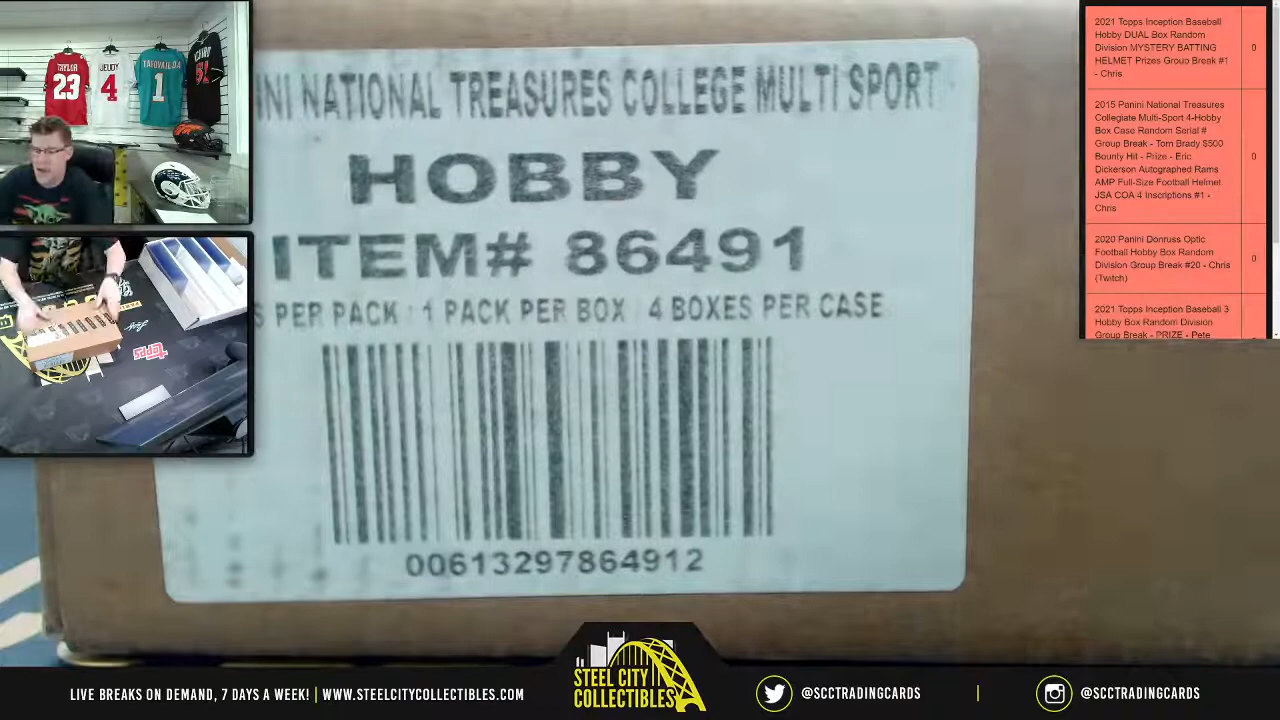 TAYLOR
23
JEUDY
4
TAGOVAILOA
1
NI NATIONAL TREASURES COLLEGE MULTI SPORT
HOBBY
ITEM# 86491
S PER PACK : 1 PACK PER BOX / 4 BOXES PER CASE
00613297864912
Topps
2021 Topps Inception Baseball
Hobby DUAL Box Random
Division MYSTERY BATTING
HELMET Prizes Group Break #1
- Chris
0
2015 Panini National Treasures
Collegiate Multi-Sport 4-Hobby
Box Case Random Serial #
Group Break - Tom Brady $500
Bounty Hit - Prize - Eric
Dickerson Autographed Rams
AMP Full-Size Football Helmet
JSA COA 4 Inscriptions #1 -
Chris
0
2020 Panini Donruss Optic
Football Hobby Box Random
Division Group Break #20 - Chris
(Twitch)
0
2021 Topps Inception Baseball 3
Hobby Box Random Division
Group Break - PRIZE - Pete
LIVE BREAKS ON DEMAND, 7 DAYS A WEEK! | WWW.STEELCITYCOLLECTIBLES.COM
STEEL CITY
COLLECTIBLES
@SCCTRADINGCARDS
@SCCTRADINGCARDS